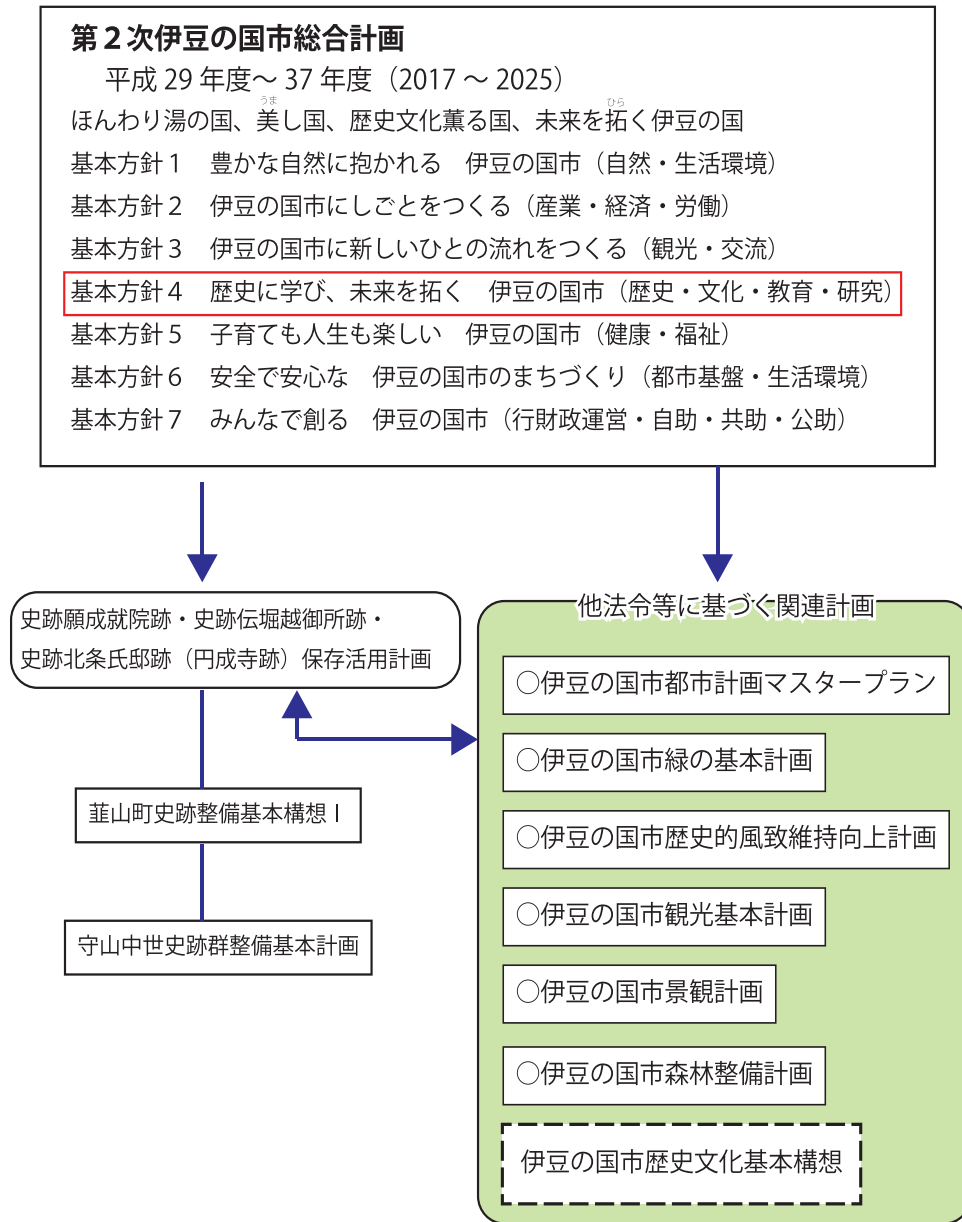 第２次伊豆の国市総合計画
平成 29 年度～ 37 年度（2017 ～ 2025）
うま ひら
ほんわり湯の国、美し国、歴史文化薫る国、未来を拓く伊豆の国
基本方針１　豊かな自然に抱かれる　伊豆の国市（自然・生活環境）
基本方針２　伊豆の国市にしごとをつくる（産業・経済・労働）
基本方針３　伊豆の国市に新しいひとの流れをつくる（観光・交流）
基本方針４　歴史に学び、未来を拓く　伊豆の国市（歴史・文化・教育・研究）
基本方針５　子育ても人生も楽しい　伊豆の国市（健康・福祉）
基本方針６　安全で安心な　伊豆の国市のまちづくり（都市基盤・生活環境）
基本方針７　みんなで創る　伊豆の国市（行財政運営・自助・共助・公助）
史跡願成就院跡・史跡伝堀越御所跡・
史跡北条氏邸跡（円成寺跡）保存活用計画
韮山町史跡整備基本構想Ⅰ
守山中世史跡群整備基本計画
他法令等に基づく関連計画
○伊豆の国市都市計画マスタープラン
○伊豆の国市緑の基本計画
○伊豆の国市歴史的風致維持向上計画
○伊豆の国市観光基本計画
○伊豆の国市景観計画
○伊豆の国市森林整備計画
伊豆の国市歴史文化基本構想